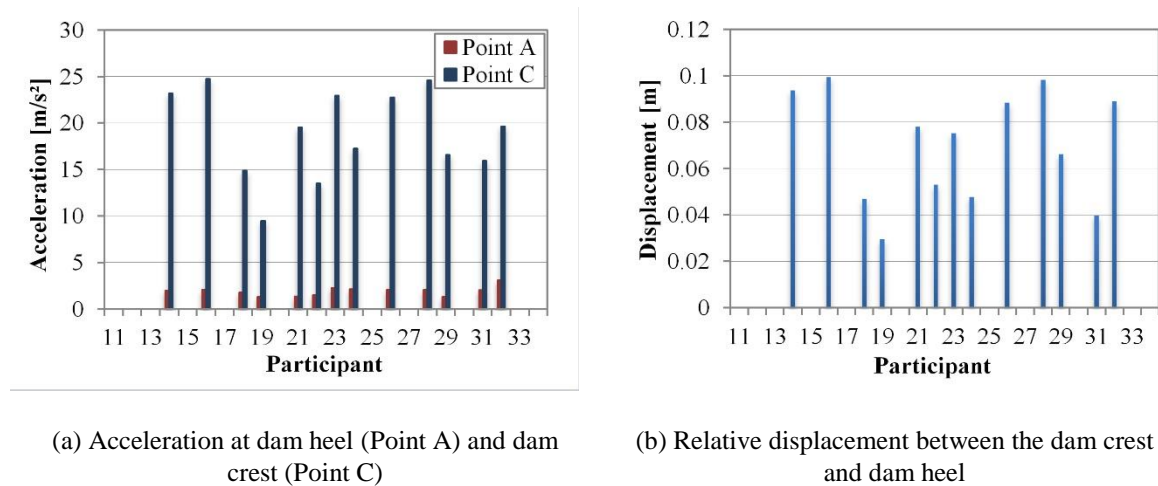 30
25
20
15
10
5
0
Acceleration [m/s²]
Point A
Point C
11 13 15 17 19 21 23 25 27 29 31 33
Participant
(a) Acceleration at dam heel (Point A) and dam
crest (Point C)
0.12
0.1
0.08
0.06
0.04
0.02
0
Displacement [m]
11 13 15 17 19 21 23 25 27 29 31 33
Participant
(b) Relative displacement between the dam crest
and dam heel